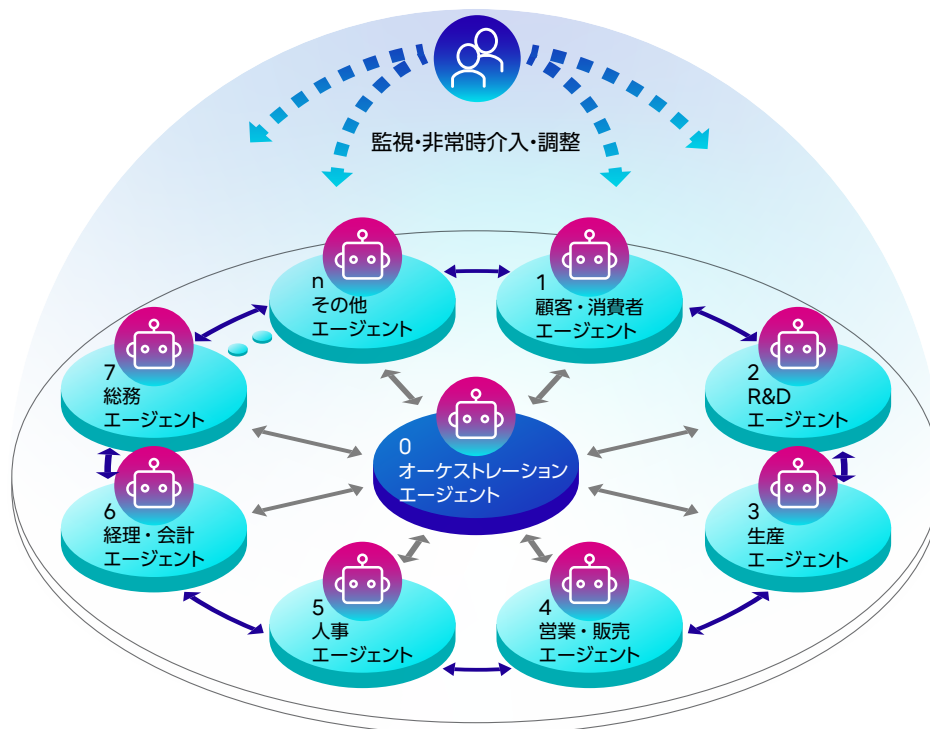 監視・非常時介入・調整
n
その他
エージェント
1
顧客・消費者
エージェント
7
総務
エージェント
2
R&D
エージェント
0
オーケストレーション
エージェント
6
経理・会計
エージェント
3
生産
エージェント
5
人事
エージェント
4
営業・販売
エージェント